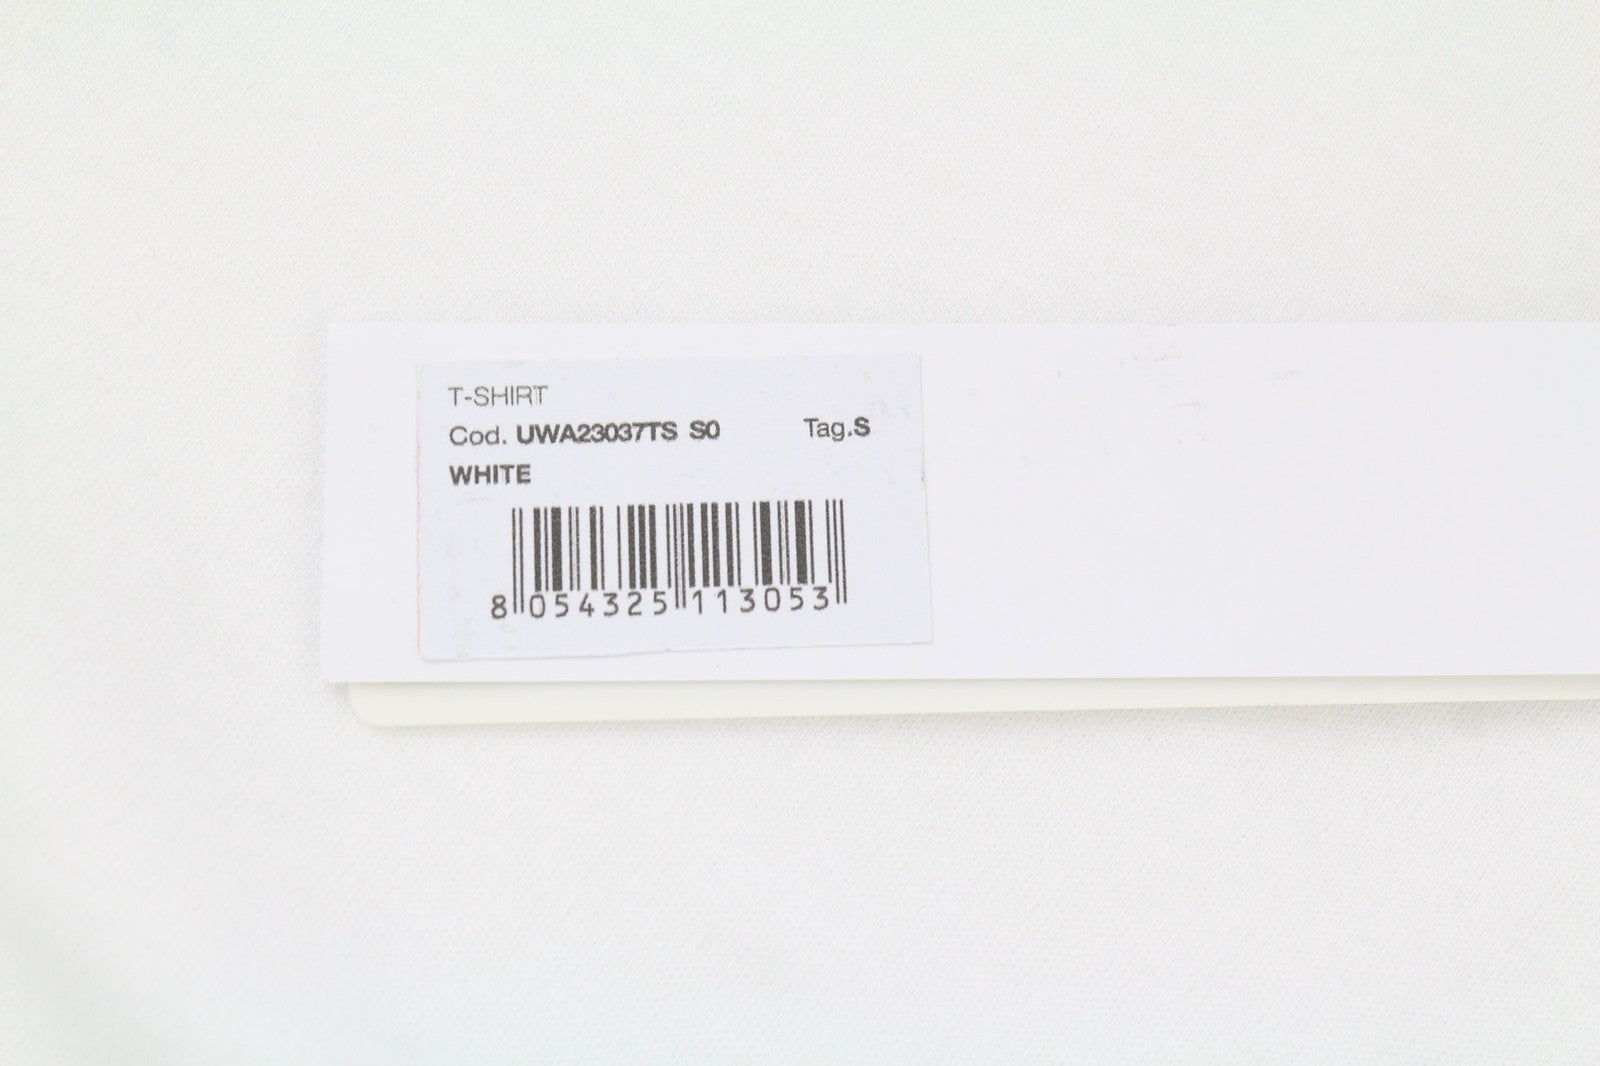 T-SHIRT
Cod. UWA23037TS S0 Tag.S
WHITE
8 054325 113053